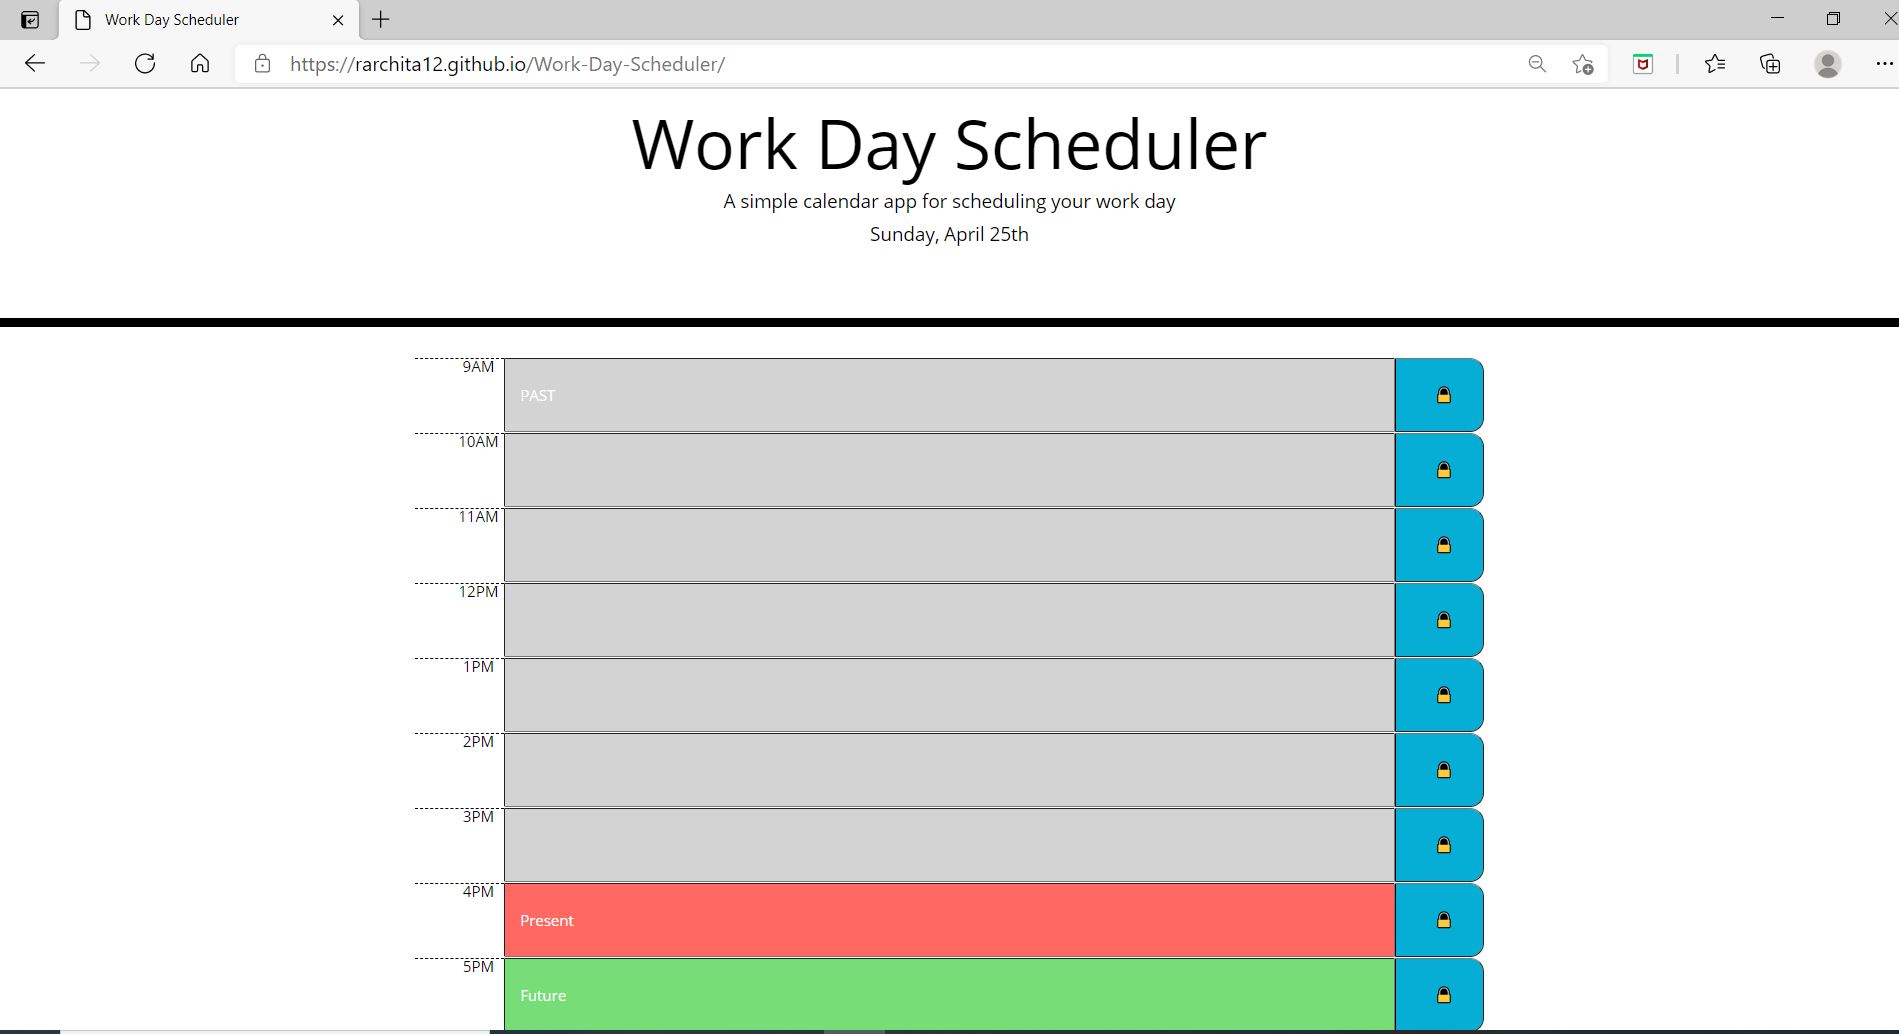 Work Day Scheduler
https://rarchita12.github.io/Work-Day-Scheduler/
Work Day Scheduler
A simple calendar app for scheduling your work day
Sunday, April 25th
9AM
PAST
10AM
11AM
12PM
1PM
2PM
3PM
4PM
Present
5PM
Future